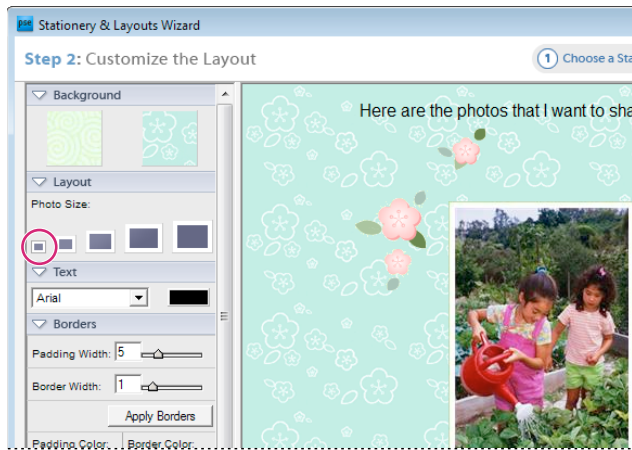 pse Stationery & Layouts Wizard
Step 2: Customize the Layout
1 Choose a Sta
Background
Here are the photos that I want to sha
Layout
Photo Size:
Text
Arial
Borders
Padding Width: 5
Border Width: 1
Apply Borders
Padding Color: Border Color: